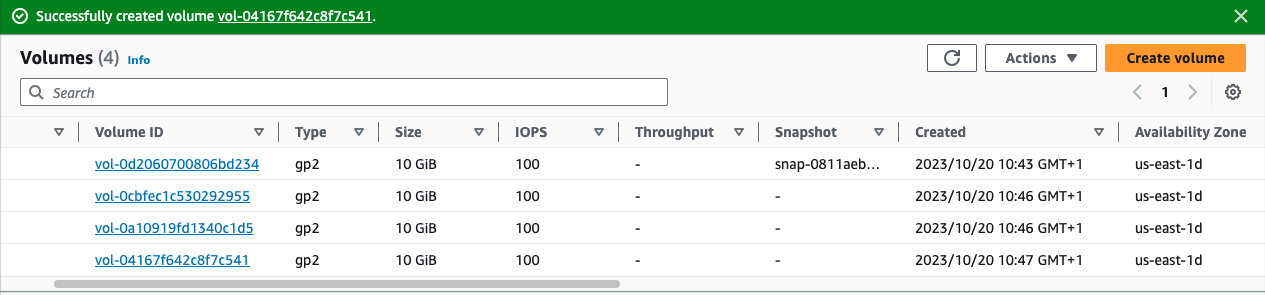 Successfully created volume vol-04167f642c8f7c541.
Volumes (4) Info Actions Create volume
Search 1
Volume ID Type Size IOPS Throughput Snapshot Created Availability Zone
vol-0d2060700806bd234 gp2 10 GiB 100 - snap-0811aeb... 2023/10/20 10:43 GMT+1 us-east-1d
vol-0cbfec1c530292955 gp2 10 GiB 100 - - 2023/10/20 10:46 GMT+1 us-east-1d
vol-0a10919fd1340c1d5 gp2 10 GiB 100 - - 2023/10/20 10:46 GMT+1 us-east-1d
vol-04167f642c8f7c541 gp2 10 GiB 100 - - 2023/10/20 10:47 GMT+1 us-east-1d